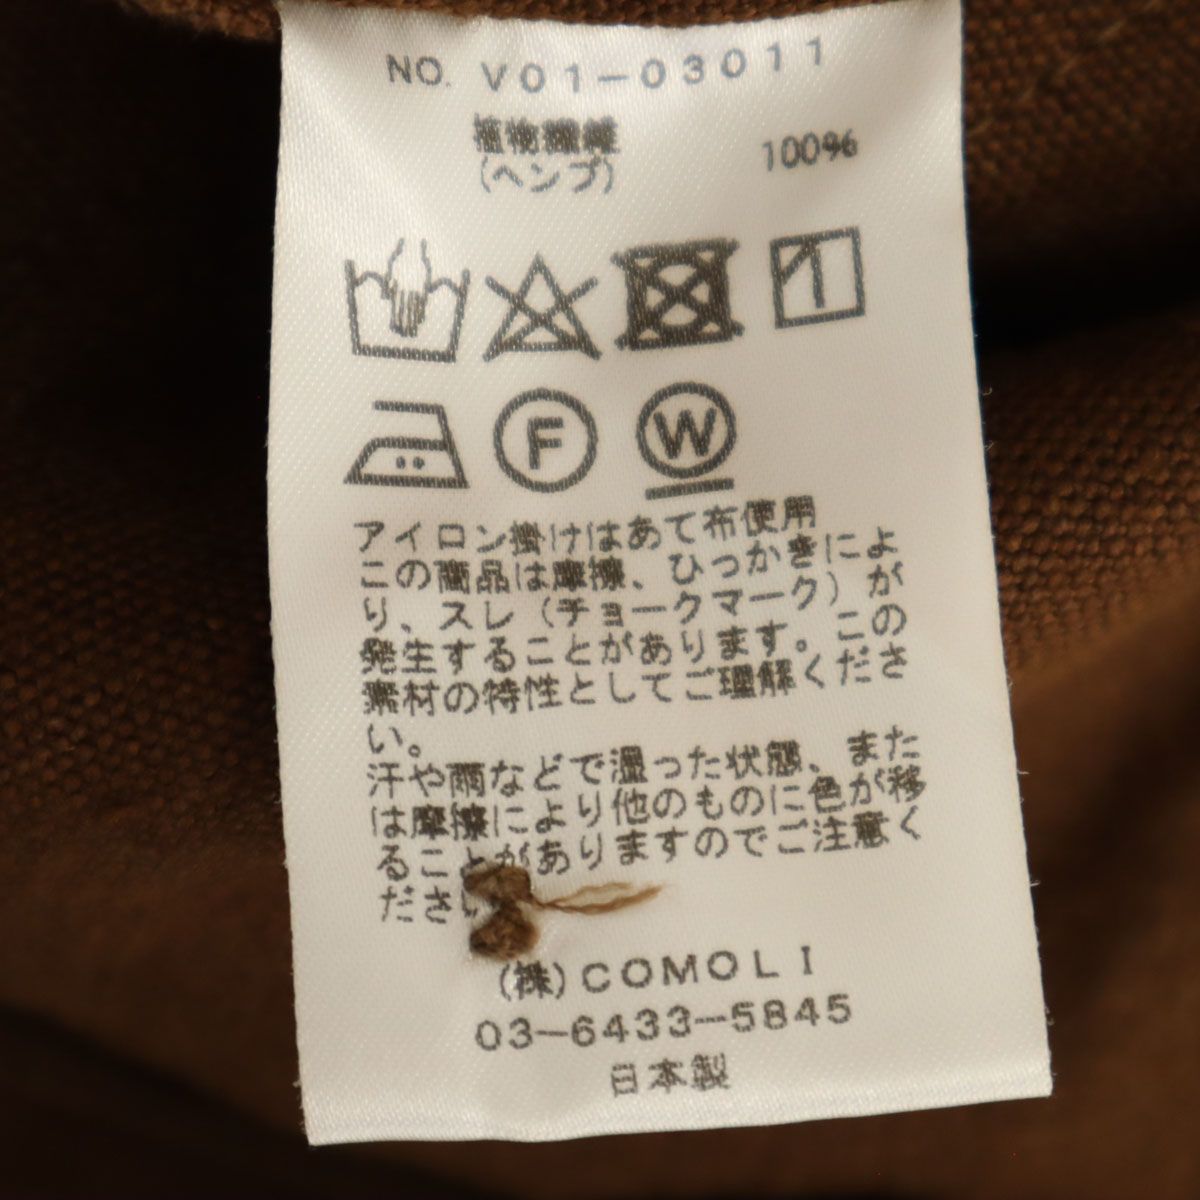 NO. V01-03011
植物繊維 100%
(ヘンプ)
F W
アイロン掛けはあて布使用
この商品は摩擦、ひっかきによ
り、スレ(チョークマーク)が
発生することがあります。この
素材の特性としてご理解くださ
い。
汗や雨などで湿った状態、また
は摩擦により他のものに色が移
ることがありますのでご注意く
ださい
(株)COMOLI
03-6433-5845
日本製